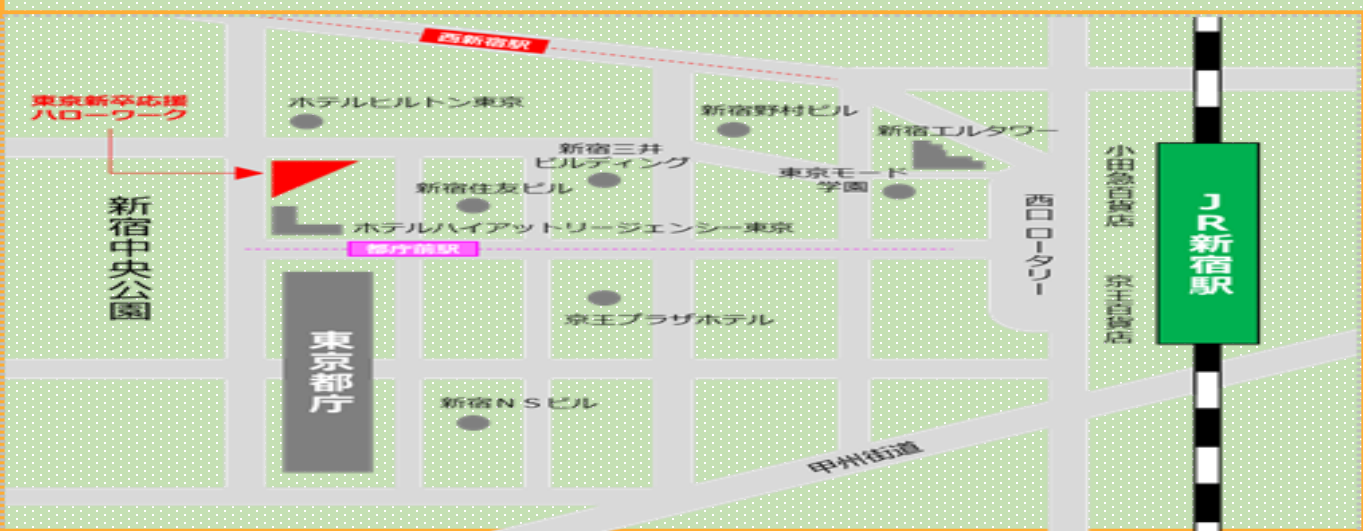 西新宿駅
東京新卒応援
ハローワーク
ホテルヒルトン東京
新宿野村ビル
新宿エルタワー
新宿三井
ビルディング
東京モード
学園
新宿住友ビル
ホテルハイアットリージェンシー東京
都庁前駅
新宿中央公園
東京都庁
京王プラザホテル
新宿NSビル
甲州街道
西口ロータリー
小田急百貨店
京王百貨店
JR新宿駅